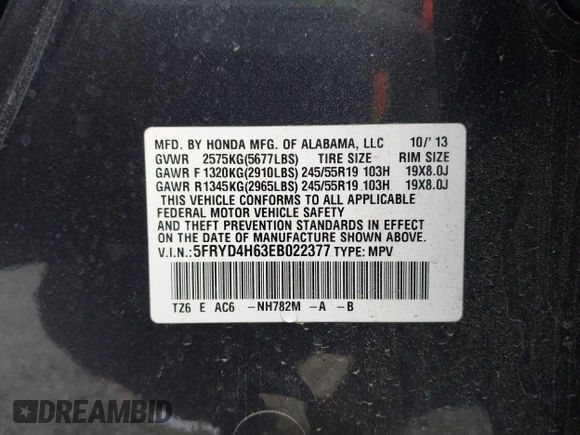 MFD. BY HONDA MFG. OF ALABAMA, LLC 10/'13
GVWR 2575KG(5677LBS) TIRE SIZE RIM SIZE
GAWR F 1320KG(2910LBS) 245/55R19 103H 19X8.0J
GAWR R 1345KG(2965LBS) 245/55R19 103H 19X8.0J
THIS VEHICLE CONFORMS TO ALL APPLICABLE
FEDERAL MOTOR VEHICLE SAFETY
AND THEFT PREVENTION STANDARDS IN EFFECT
ON THE DATE OF MANUFACTURE SHOWN ABOVE.
V.I.N.: 5FRYD4H63EB022377 TYPE: MPV
TZ6 E AC6 -NH782M -A -B
DREAMBID